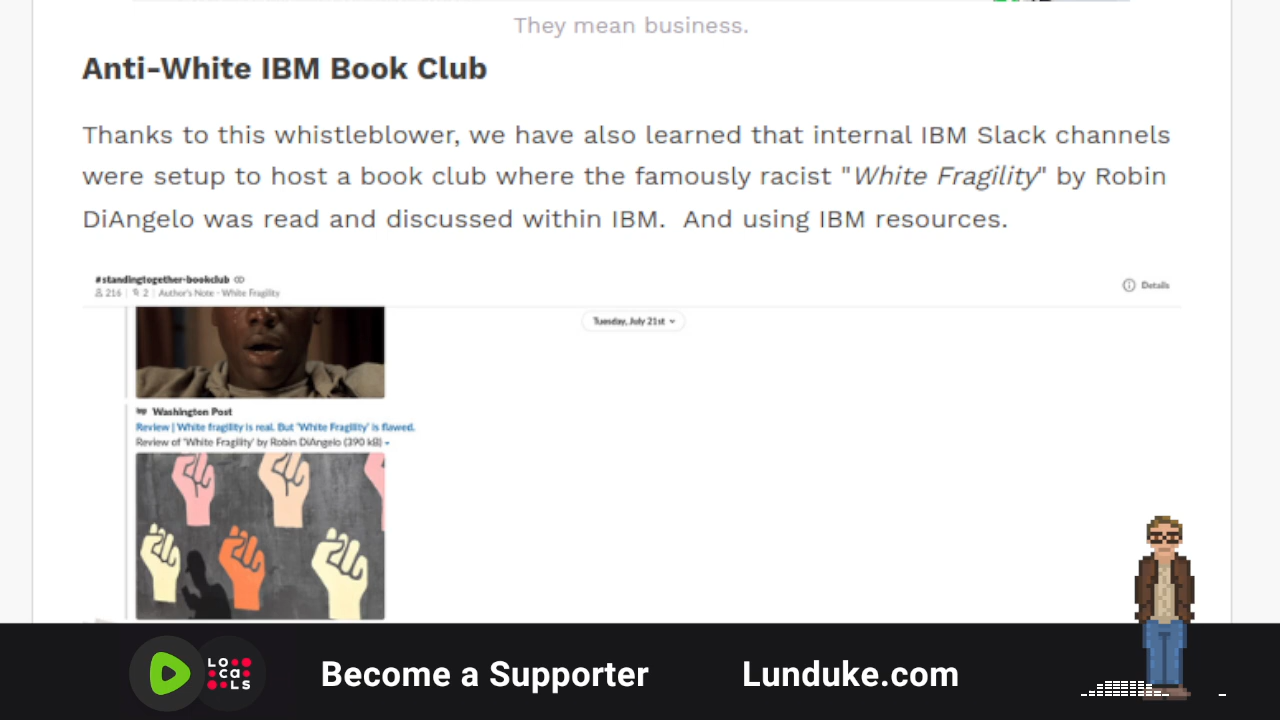 They mean business.
Anti-White IBM Book Club
Thanks to this whistleblower, we have also learned that internal IBM Slack channels
were setup to host a book club where the famously racist "White Fragility" by Robin
DiAngelo was read and discussed within IBM.  And using IBM resources.
#standingtogether-bookclub
216 | 2 | Author's Note - White Fragility
Details
Tuesday, July 21st
Washington Post
Review | White fragility is real. But 'White Fragility' is flawed.
Review of 'White Fragility' by Robin DiAngelo (390 kB)
LOcaLS
Become a Supporter
Lunduke.com